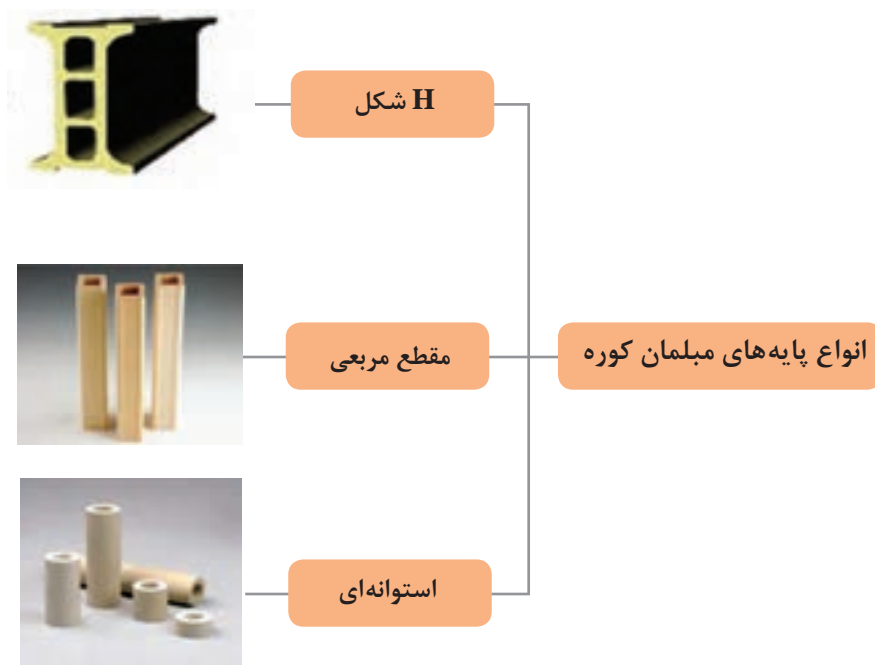 انواع پایه‌های مبلمان کوره
H شکل
مقطع مربعی
استوانه‌ای